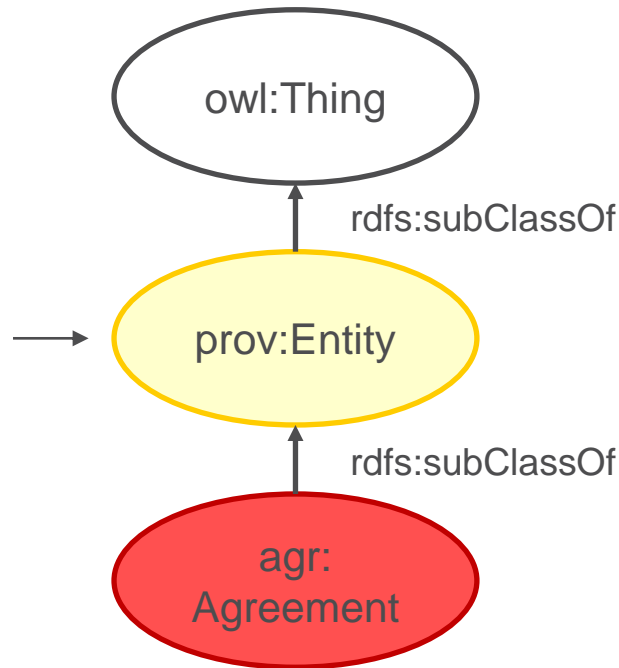 owl:Thing
rdfs:subClassOf
prov:Entity
rdfs:subClassOf
agr:
Agreement